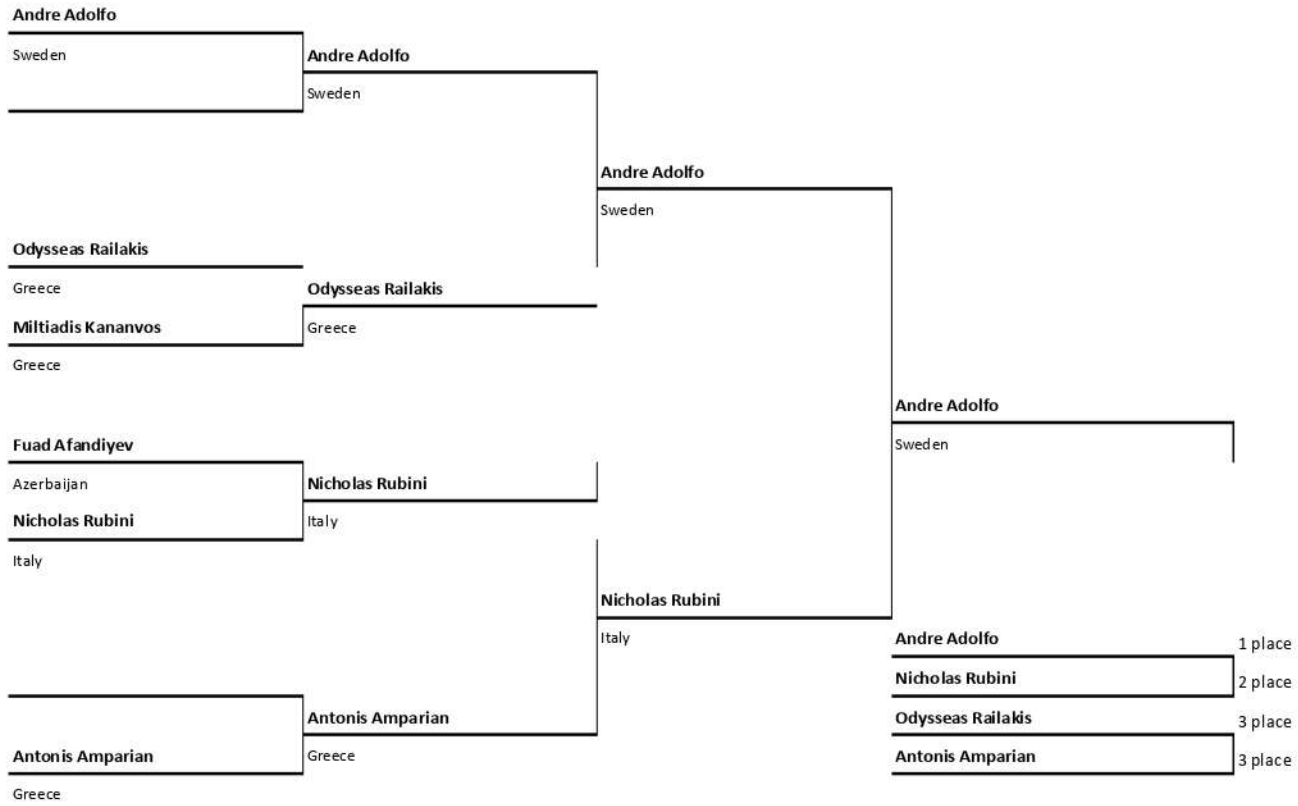 Andre Adolfo
Sweden
Andre Adolfo
Sweden
Andre Adolfo
Sweden
Odysseas Railakis
Greece
Odysseas Railakis
Miltiadis Kananvos
Greece
Greece
Andre Adolfo
Sweden
Fuad Afandiyev
Azerbaijan
Nicholas Rubini
Nicholas Rubini
Italy
Italy
Nicholas Rubini
Italy
Antonis Amparian
Greece
Antonis Amparian
Greece
Andre Adolfo 1 place
Nicholas Rubini 2 place
Odysseas Railakis 3 place
Antonis Amparian 3 place